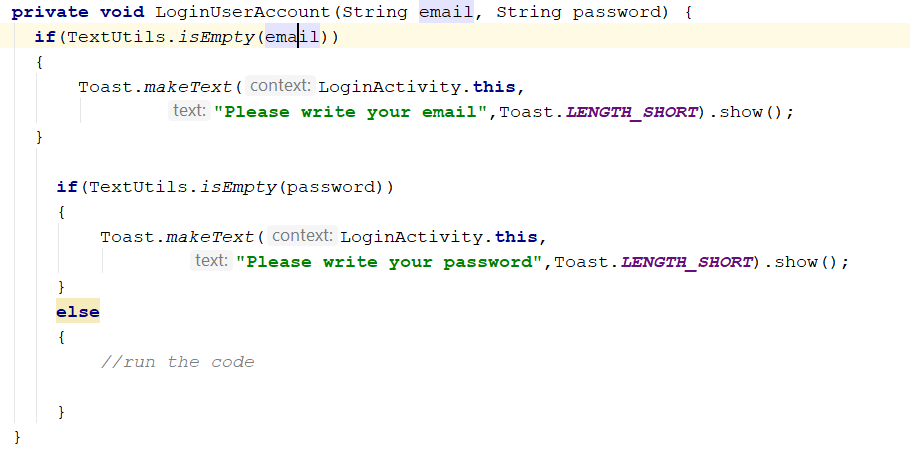 private void LoginUserAccount(String email, String password) {
if(TextUtils.isEmpty(email))
{
Toast.makeText( context: LoginActivity.this,
text: "Please write your email",Toast.LENGTH_SHORT).show();
}
if(TextUtils.isEmpty(password))
{
Toast.makeText( context: LoginActivity.this,
text: "Please write your password",Toast.LENGTH_SHORT).show();
}
else
{
//run the code
}
}